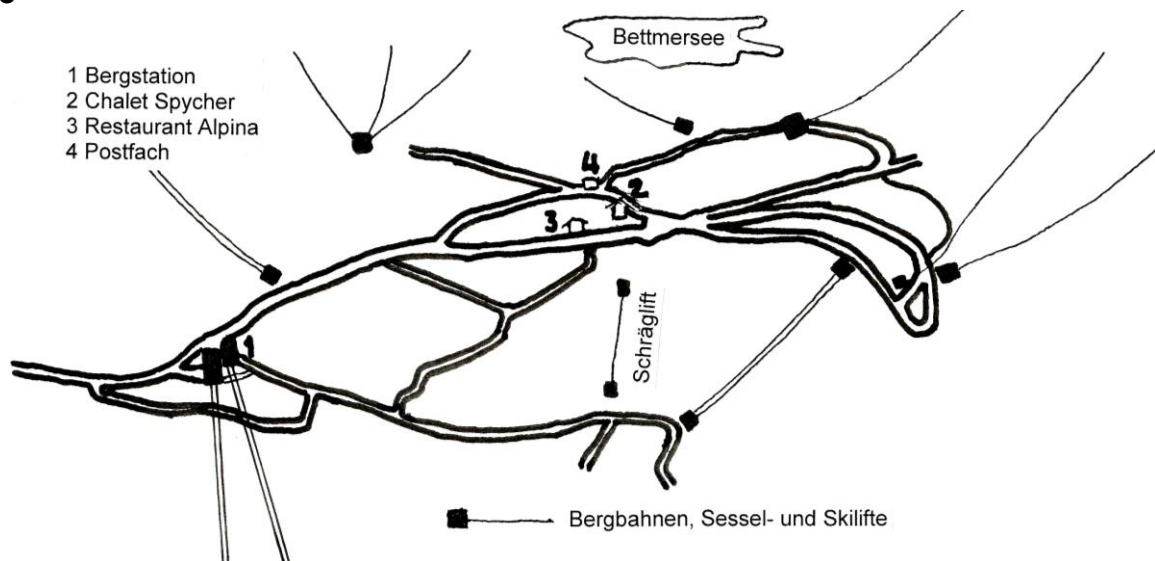 Bettmersee
1 Bergstation
2 Chalet Spycher
3 Restaurant Alpina
4 Postfach
4
2
3
1
Schräglift
Bergbahnen, Sessel- und Skilifte